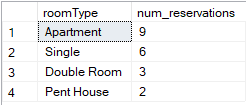 roomType num_reservations
1 Apartment 9
2 Single 6
3 Double Room 3
4 Pent House 2